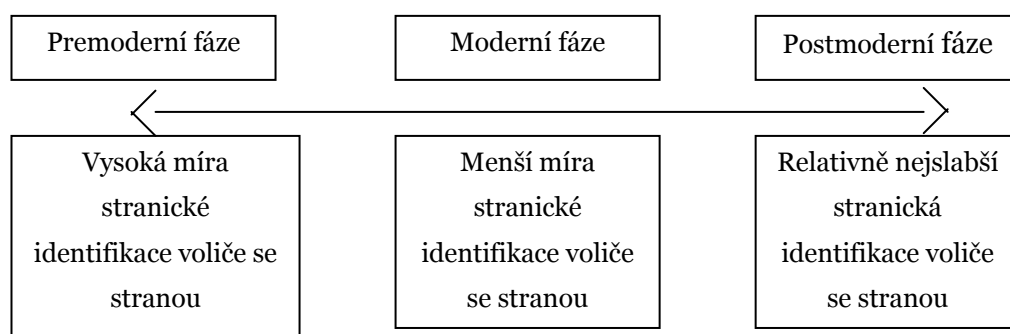 Premoderní fáze
Moderní fáze
Postmoderní fáze
Vysoká míra
stranické
identifikace voliče se
stranou
Menší míra
stranické
identifikace voliče
se stranou
Relativně nejslabší
stranická
identifikace voliče
se stranou